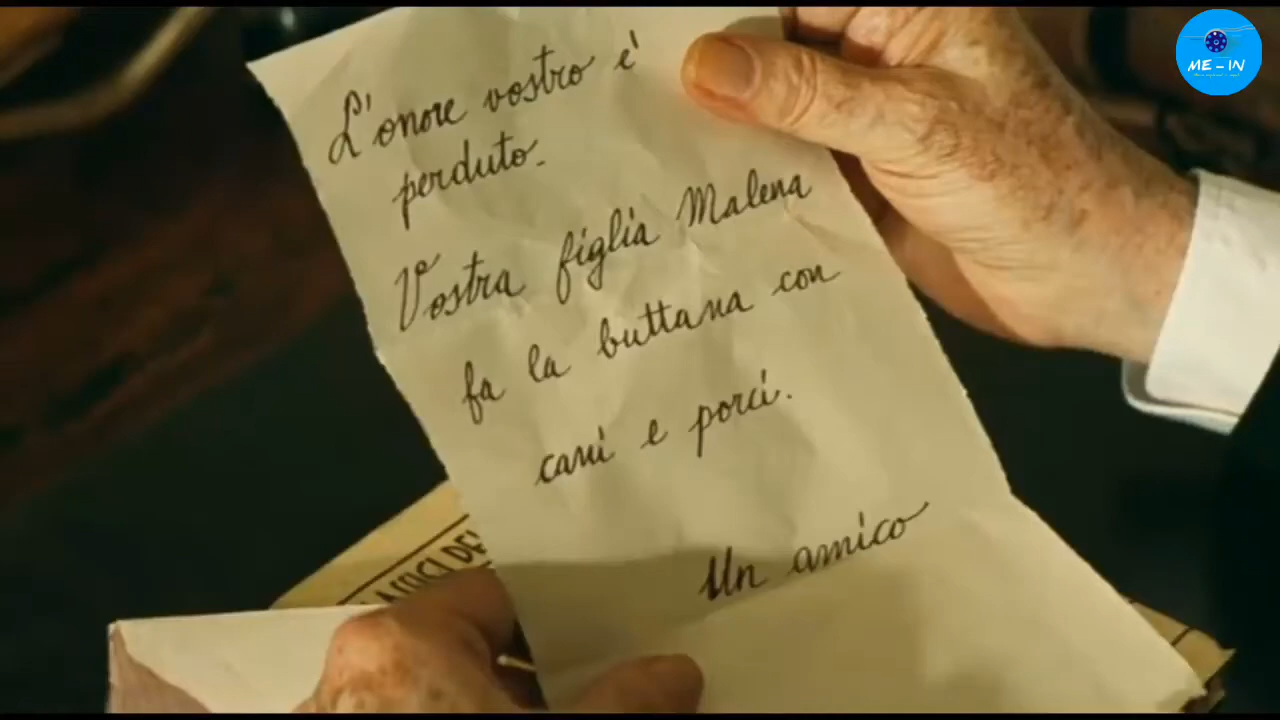 L'onore vostro è
perduto.
Vostra figlia Malena
fa la buttana con
cani e porci.
Un amico
ME-IN